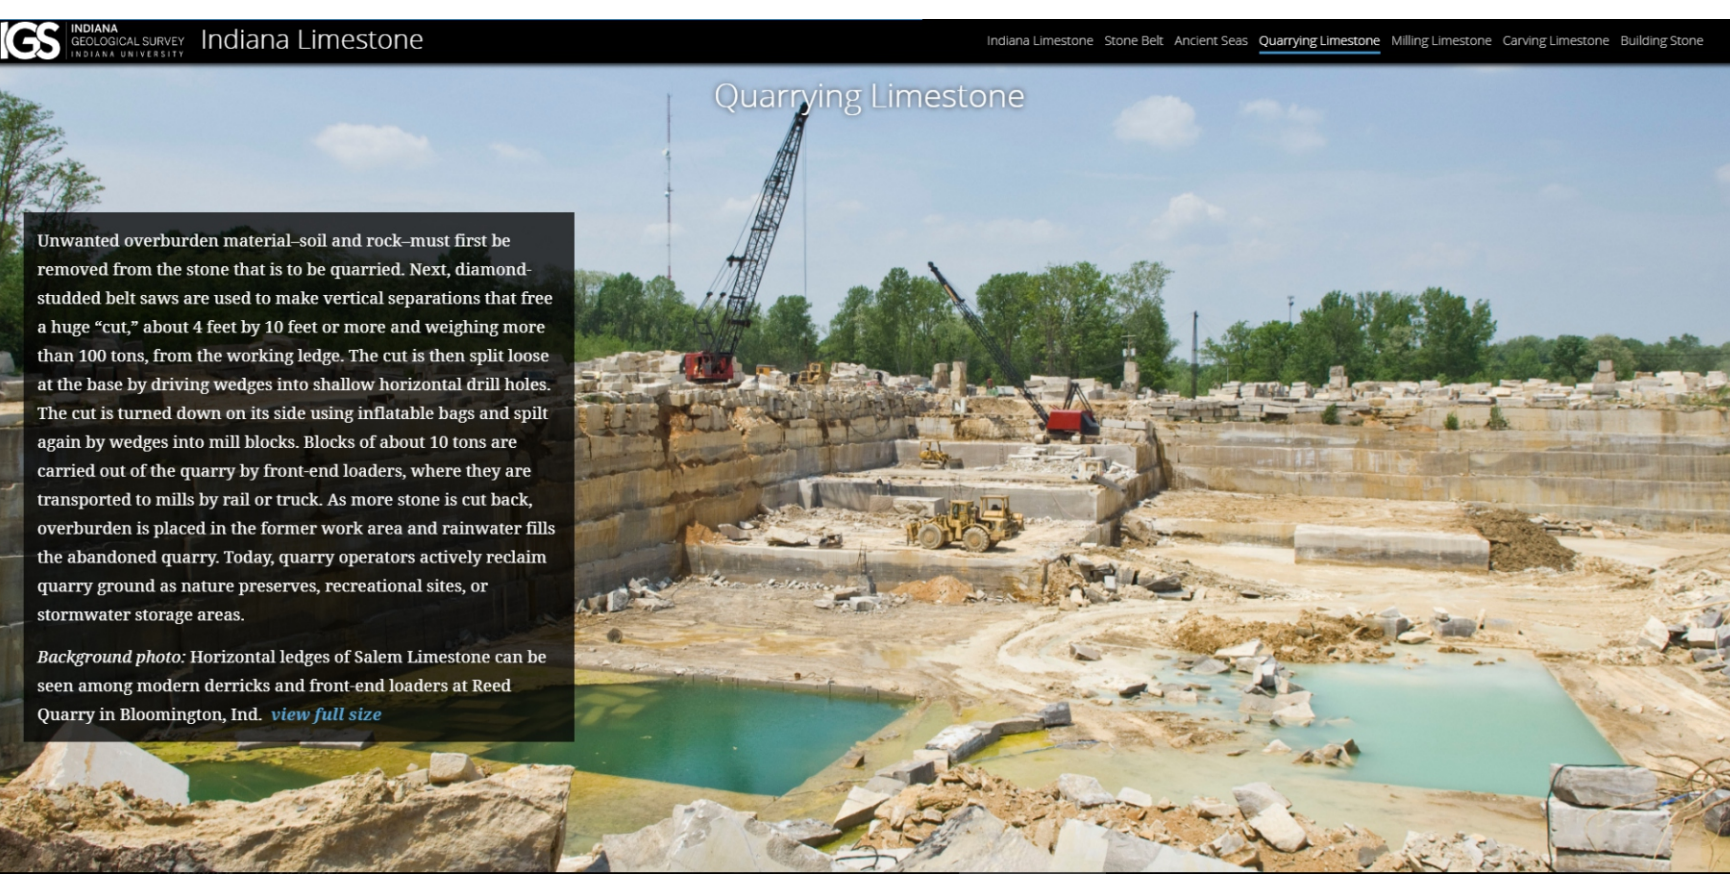 IGS
INDIANA
GEOLOGICAL SURVEY
INDIANA UNIVERSITY
Indiana Limestone
Indiana Limestone Stone Belt Ancient Seas Quarrying Limestone Milling Limestone Carving Limestone Building Stone
Quarrying Limestone
Unwanted overburden material–soil and rock–must first be
removed from the stone that is to be quarried. Next, diamond-
studded belt saws are used to make vertical separations that free
a huge “cut,” about 4 feet by 10 feet or more and weighing more
than 100 tons, from the working ledge. The cut is then split loose
at the base by driving wedges into shallow horizontal drill holes.
The cut is turned down on its side using inflatable bags and spilt
again by wedges into mill blocks. Blocks of about 10 tons are
carried out of the quarry by front-end loaders, where they are
transported to mills by rail or truck. As more stone is cut back,
overburden is placed in the former work area and rainwater fills
the abandoned quarry. Today, quarry operators actively reclaim
quarry ground as nature preserves, recreational sites, or
stormwater storage areas.
Background photo: Horizontal ledges of Salem Limestone can be
seen among modern derricks and front-end loaders at Reed
Quarry in Bloomington, Ind. view full size